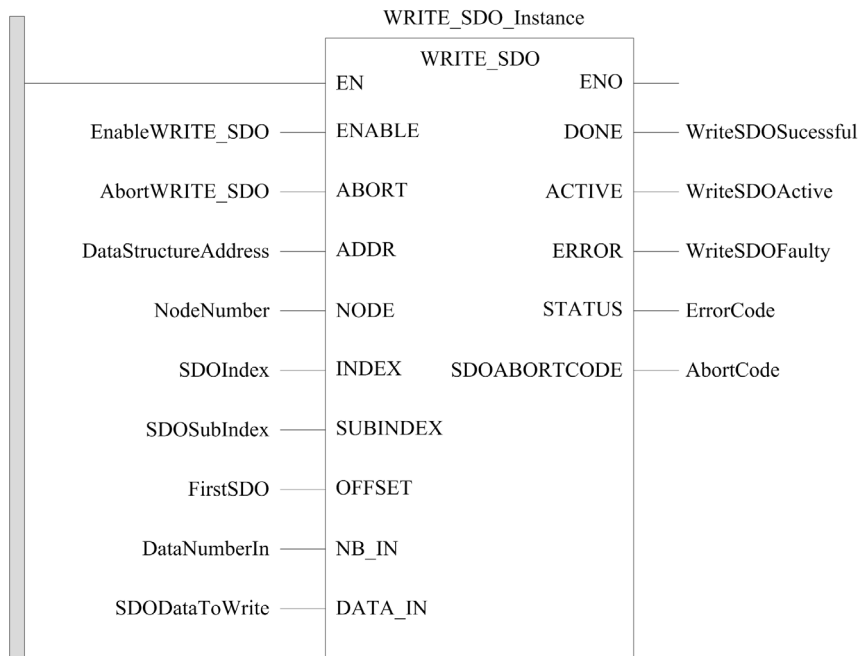 WRITE_SDO_Instance
WRITE_SDO
EN ENO
EnableWRITE_SDO ENABLE DONE WriteSDOSucessful
AbortWRITE_SDO ABORT ACTIVE WriteSDOActive
DataStructureAddress ADDR ERROR WriteSDOFaulty
NodeNumber NODE STATUS ErrorCode
SDOIndex INDEX SDOABORTCODE AbortCode
SDOSubIndex SUBINDEX
FirstSDO OFFSET
DataNumberIn NB_IN
SDODataToWrite DATA_IN